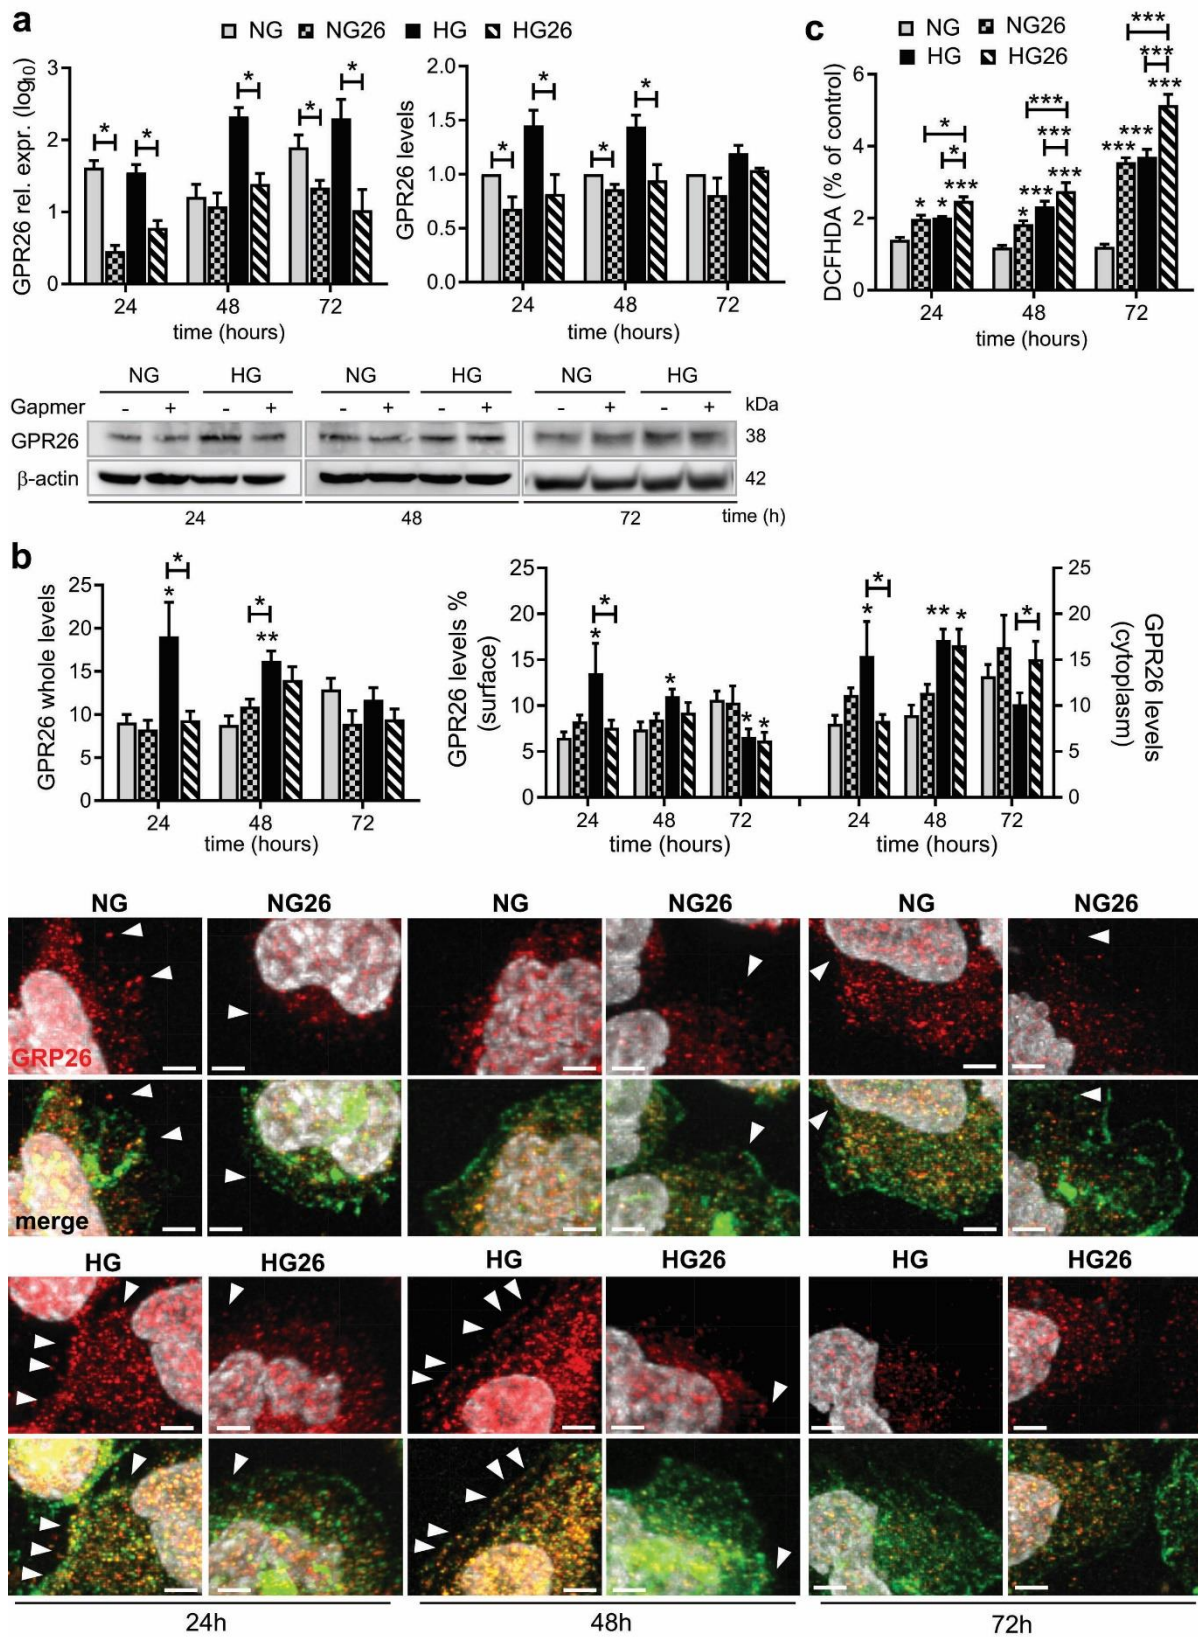 a
NG NG26 HG HG26
GPR26 rel. expr. (log10)
3
2
1
0
* * * * *
24 48 72
time (hours)
GPR26 levels
2.0
1.5
1.0
0.5
0.0
* * * *
24 48 72
time (hours)
c
NG NG26
HG HG26
DCFHDA (% of control)
6
4
2
0
* * *** * *
* *** *** *** ***
*** *** *** *** ***
24 48 72
time (hours)
NG HG NG HG NG HG
Gapmer - + - + - + - + - + - + kDa
GPR26 38
β-actin 42
24 48 72 time (h)
b
GPR26 whole levels
25
20
15
10
5
0
* * ** *
24 48 72
time (hours)
GPR26 levels %
(surface)
25
20
15
10
5
0
* * * * *
24 48 72
time (hours)
* * ** * *
24 48 72
time (hours)
25
20
15
10
5
0
GPR26 levels
(cytoplasm)
NG NG26 NG NG26 NG NG26
GRP26
merge
HG HG26 HG HG26 HG HG26
24h 48h 72h